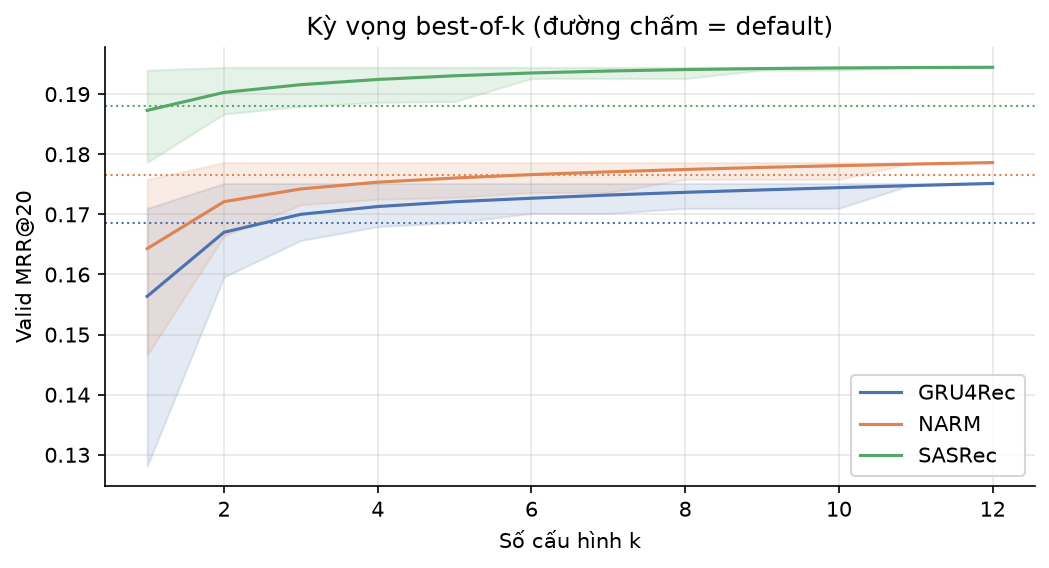 Kỳ vọng best-of-k (đường chấm = default)
Valid MRR@20
0.19
0.18
0.17
0.16
0.15
0.14
0.13
GRU4Rec
NARM
SASRec
2 4 6 8 10 12
Số cấu hình k